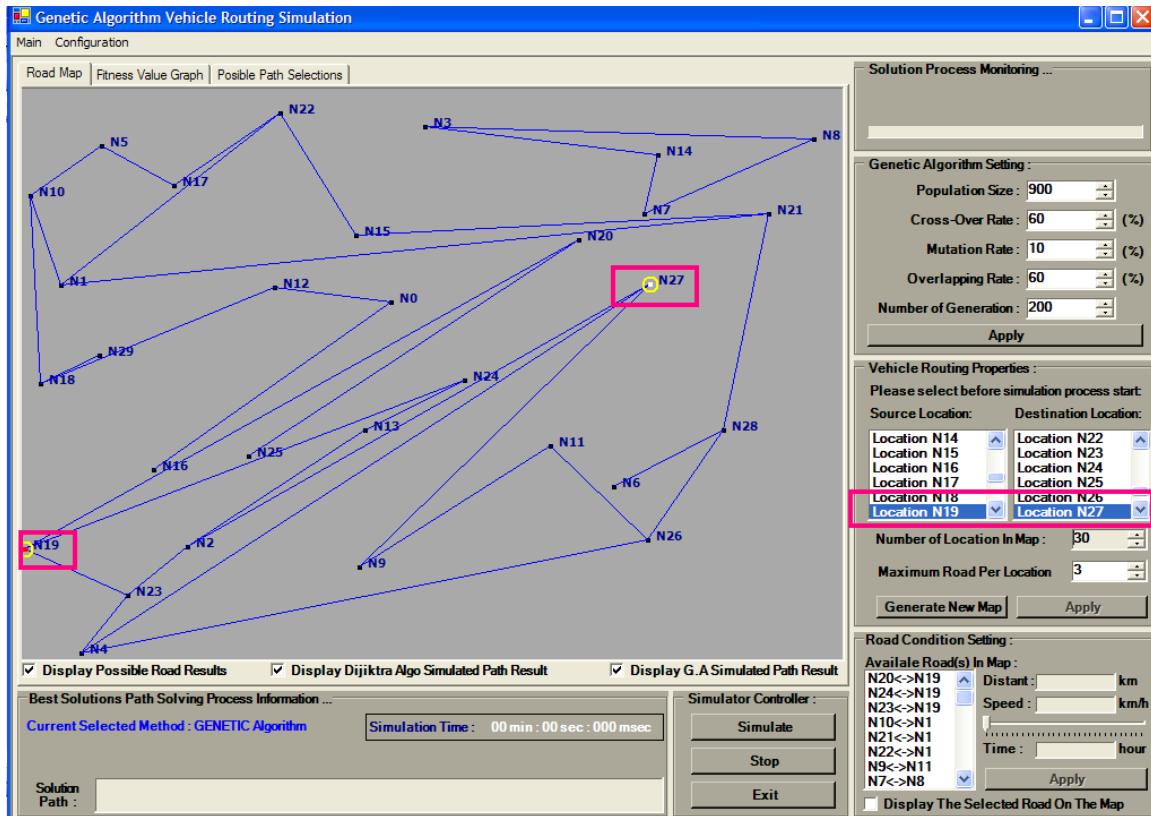 Genetic Algorithm Vehicle Routing Simulation
Main Configuration
Road Map Fitness Value Graph Posible Path Selections
N22
N3
N8
N5
N14
N17
N10
N7
N21
N15
N20
N1
N12
N27
N0
N29
N18
N24
N13
N28
N11
N25
N16
N6
N19
N2
N26
N9
N23
N4
Display Possible Road Results Display Dijiktra Algo Simulated Path Result Display G.A Simulated Path Result
Best Solutions Path Solving Process Information ...
Current Selected Method : GENETIC Algorithm Simulation Time : 00 min : 00 sec : 000 msec
Solution
Path :
Simulator Controller :
Simulate
Stop
Exit
Solution Process Monitoring ...
Genetic Algorithm Setting :
Population Size : 900
Cross-Over Rate : 60 (%)
Mutation Rate : 10 (%)
Overlapping Rate : 60 (%)
Number of Generation : 200
Apply
Vehicle Routing Properties :
Please select before simulation process start:
Source Location: Destination Location:
Location N14 Location N22
Location N15 Location N23
Location N16 Location N24
Location N17 Location N25
Location N18 Location N26
Location N19 Location N27
Number of Location In Map : 30
Maximum Road Per Location 3
Generate New Map Apply
Road Condition Setting :
Availale Road(s) In Map :
N20<->N19 Distant : km
N24<->N19
N23<->N19 Speed : km/h
N10<->N1
N21<->N1
N22<->N1 Time : hour
N9<->N11
N7<->N8 Apply
Display The Selected Road On The Map